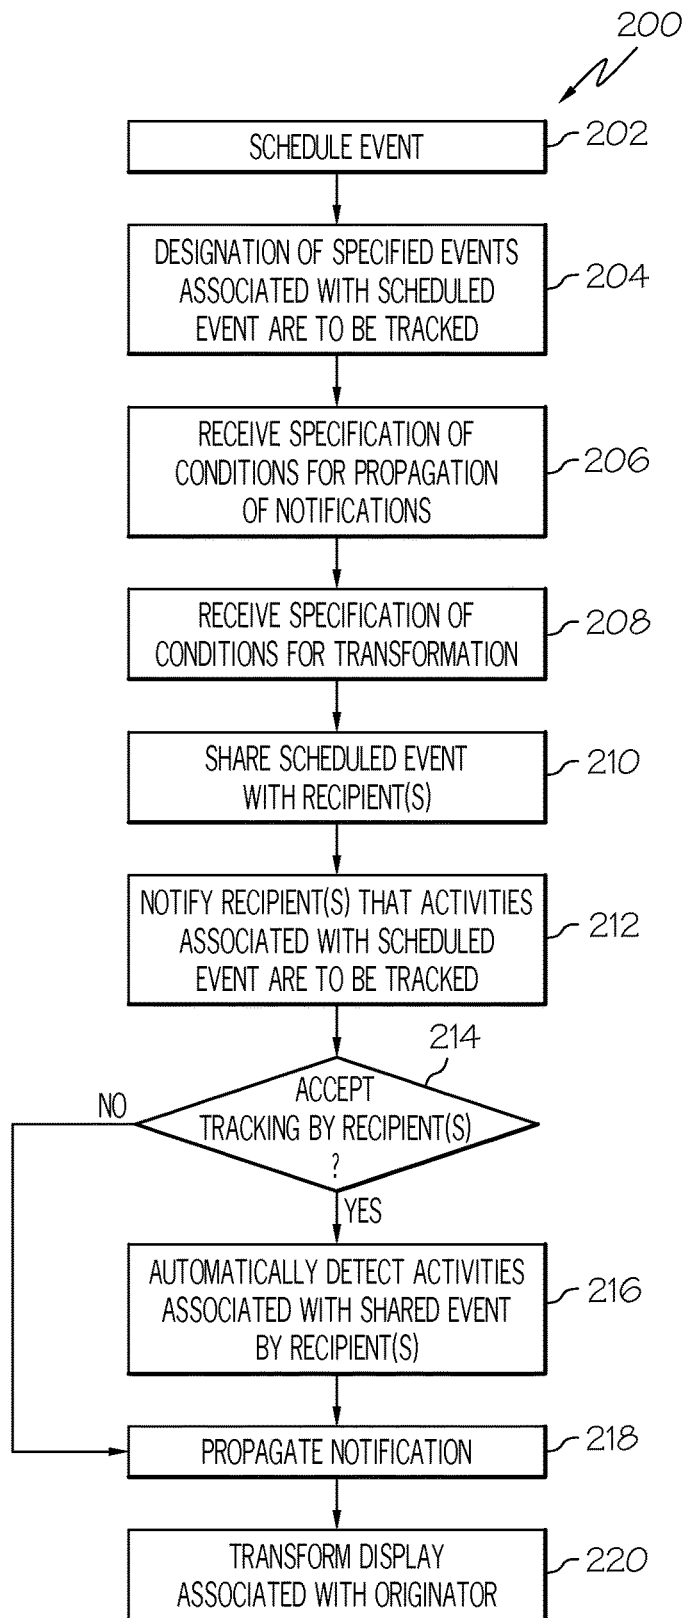 200
SCHEDULE EVENT
202
DESIGNATION OF SPECIFIED EVENTS
ASSOCIATED WITH SCHEDULED
EVENT ARE TO BE TRACKED
204
RECEIVE SPECIFICATION OF
CONDITIONS FOR PROPAGATION
OF NOTIFICATIONS
206
RECEIVE SPECIFICATION OF
CONDITIONS FOR TRANSFORMATION
208
SHARE SCHEDULED EVENT
WITH RECIPIENT(S)
210
NOTIFY RECIPIENT(S) THAT ACTIVITIES
ASSOCIATED WITH SCHEDULED
EVENT ARE TO BE TRACKED
212
214
ACCEPT
TRACKING BY RECIPIENT(S)
?
NO
YES
AUTOMATICALLY DETECT ACTIVITIES
ASSOCIATED WITH SHARED EVENT
BY RECIPIENT(S)
216
PROPAGATE NOTIFICATION
218
TRANSFORM DISPLAY
ASSOCIATED WITH ORIGINATOR
220